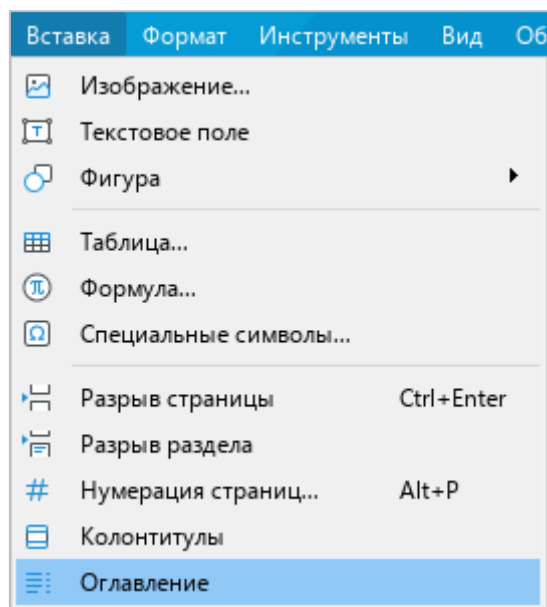 Вставка Формат Инструменты Вид Об
Изображение...
Текстовое поле
Фигура
Таблица...
Формула...
Специальные символы...
Разрыв страницы Ctrl+Enter
Разрыв раздела
Нумерация страниц... Alt+P
Колонтитулы
Оглавление